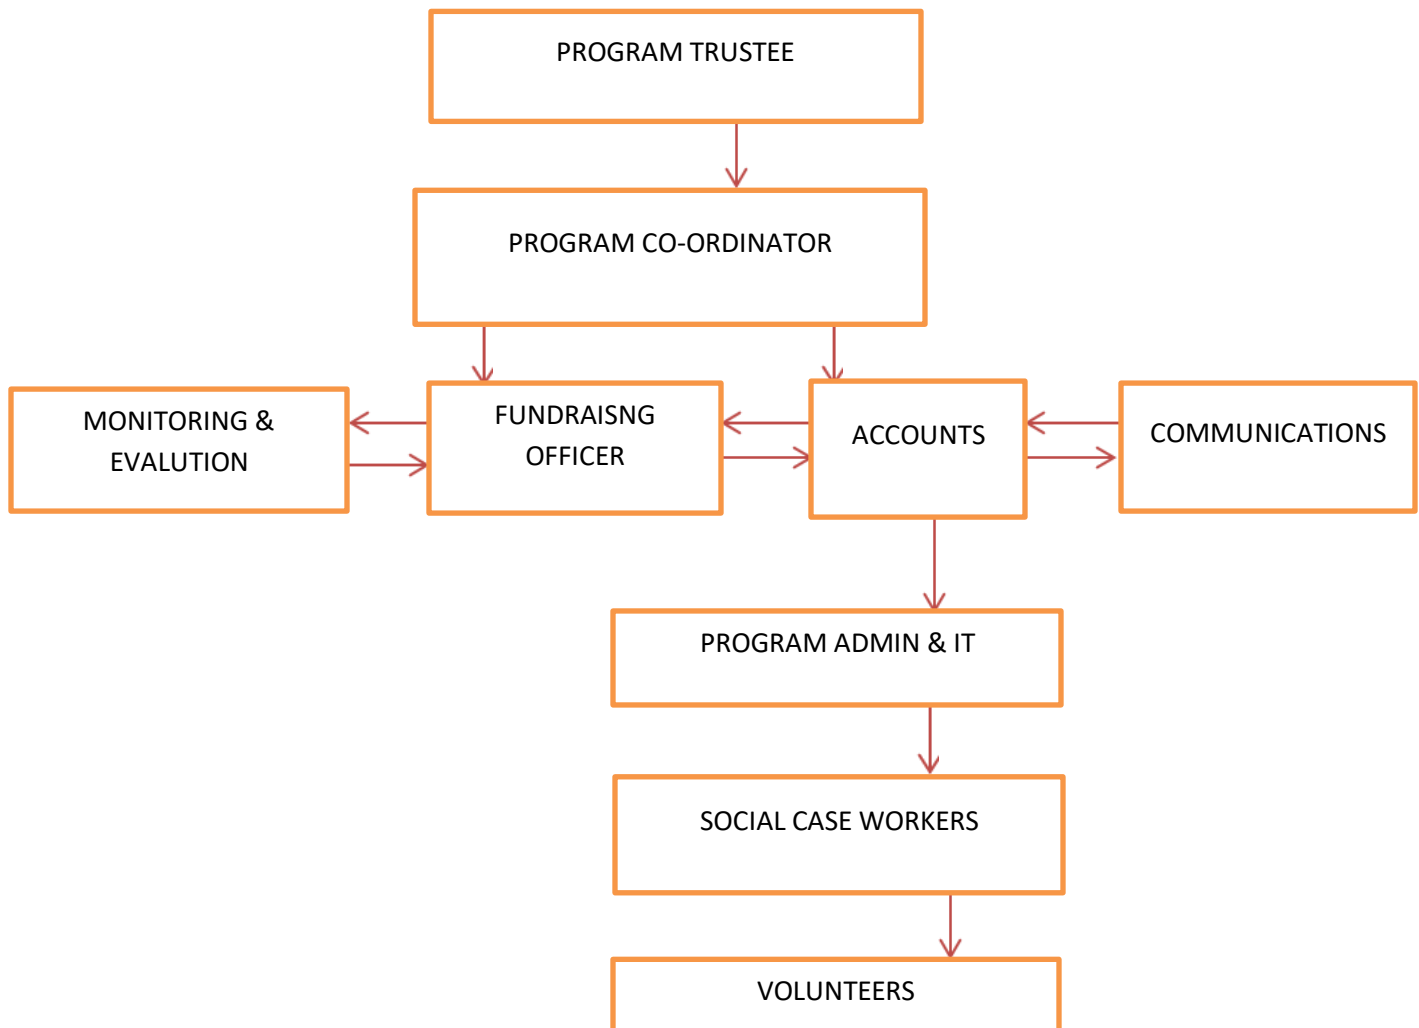 PROGRAM TRUSTEE
PROGRAM CO-ORDINATOR
MONITORING &
EVALUTION
FUNDRAISNG
OFFICER
ACCOUNTS
COMMUNICATIONS
PROGRAM ADMIN & IT
SOCIAL CASE WORKERS
VOLUNTEERS